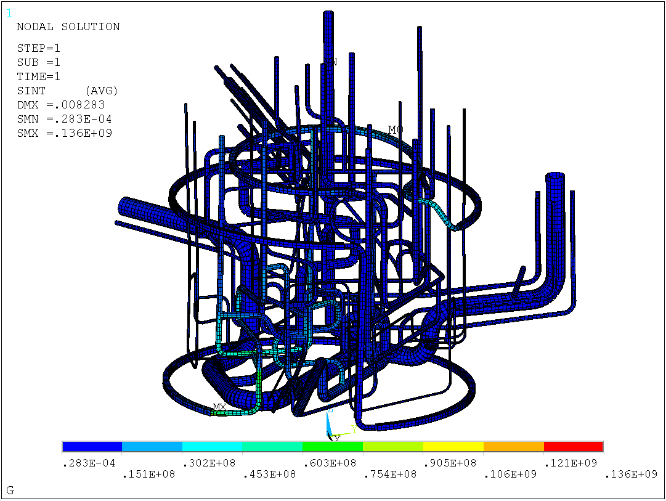 1
NODAL SOLUTION
STEP=1
SUB =1
TIME=1
SINT (AVG)
DMX =.008283
SMN =.283E-04
SMX =.136E+09
MN
MX
.283E-04
.151E+08
.302E+08
.453E+08
.603E+08
.754E+08
.905E+08
.106E+09
.121E+09
.136E+09
G